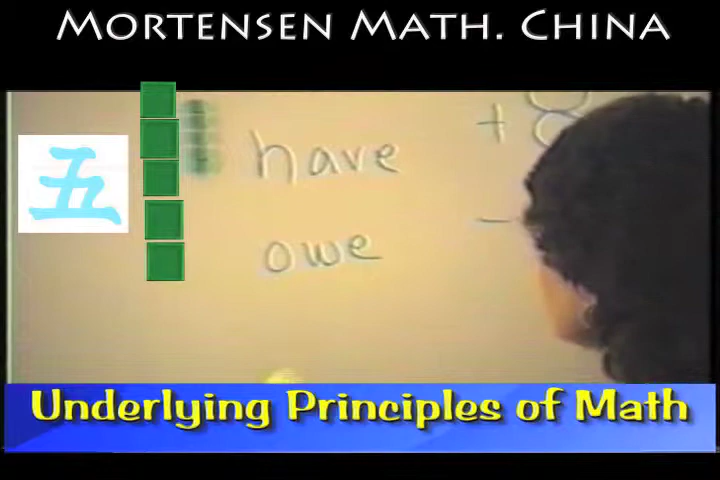 MORTENSEN MATH. CHINA
五
have
+8
owe
-
Underlying Principles of Math